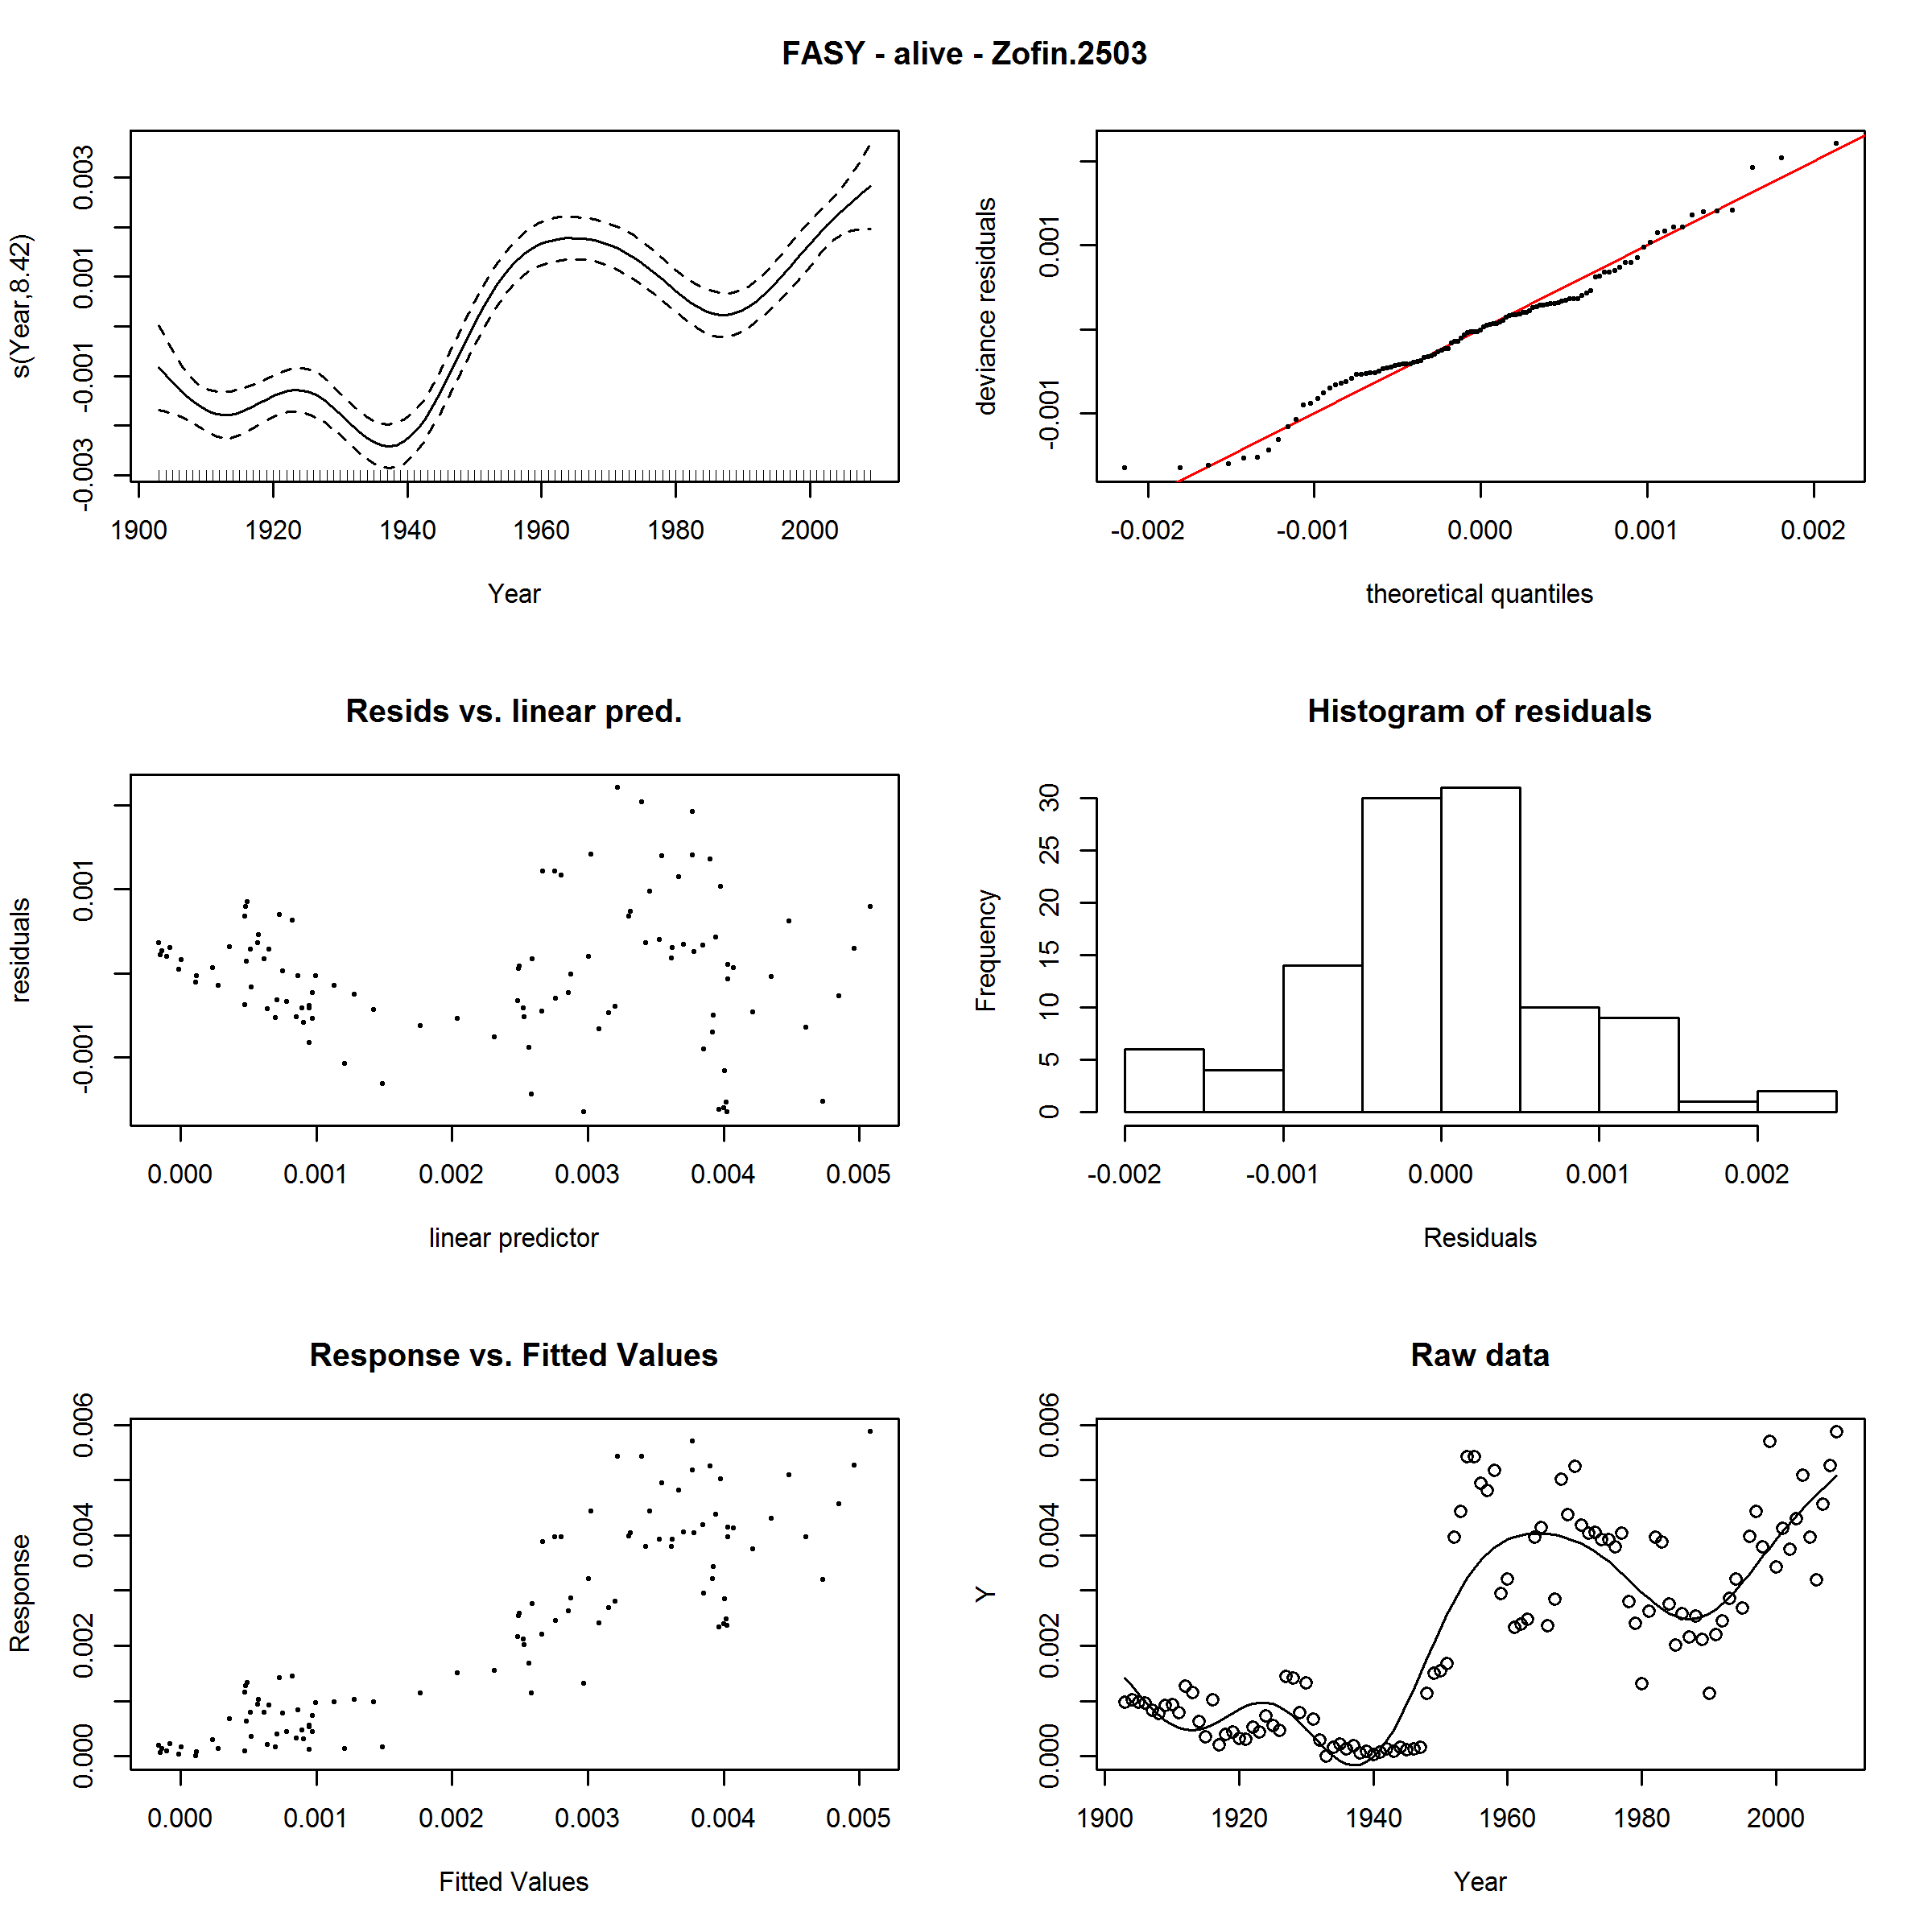 FASY - alive - Zofin.2503
s(Year,8.42)
-0.003 -0.001 0.001 0.003
1900 1920 1940 1960 1980 2000
Year
deviance residuals
-0.001 0.001
-0.002 -0.001 0.000 0.001 0.002
theoretical quantiles
Resids vs. linear pred.
residuals
-0.001 0.001
0.000 0.001 0.002 0.003 0.004 0.005
linear predictor
Histogram of residuals
Frequency
0 5 10 15 20 25 30
-0.002 -0.001 0.000 0.001 0.002
Residuals
Response vs. Fitted Values
Response
0.000 0.002 0.004 0.006
0.000 0.001 0.002 0.003 0.004 0.005
Fitted Values
Raw data
Y
0.000 0.002 0.004 0.006
1900 1920 1940 1960 1980 2000
Year